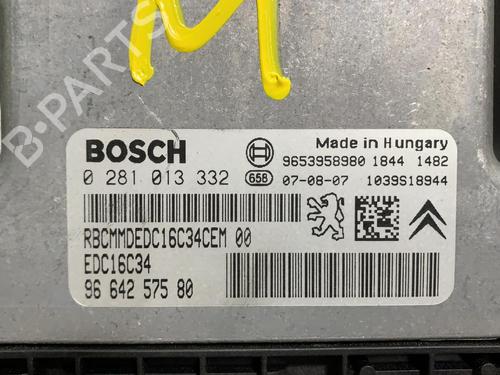 BOSCH
Made in Hungary
9653958980 1844 1482
0 281 013 332
656 07-08-07 1039S18944
RBCMMDEDC16C34CEM 00
EDC16C34
96 642 575 80
B-PARTS